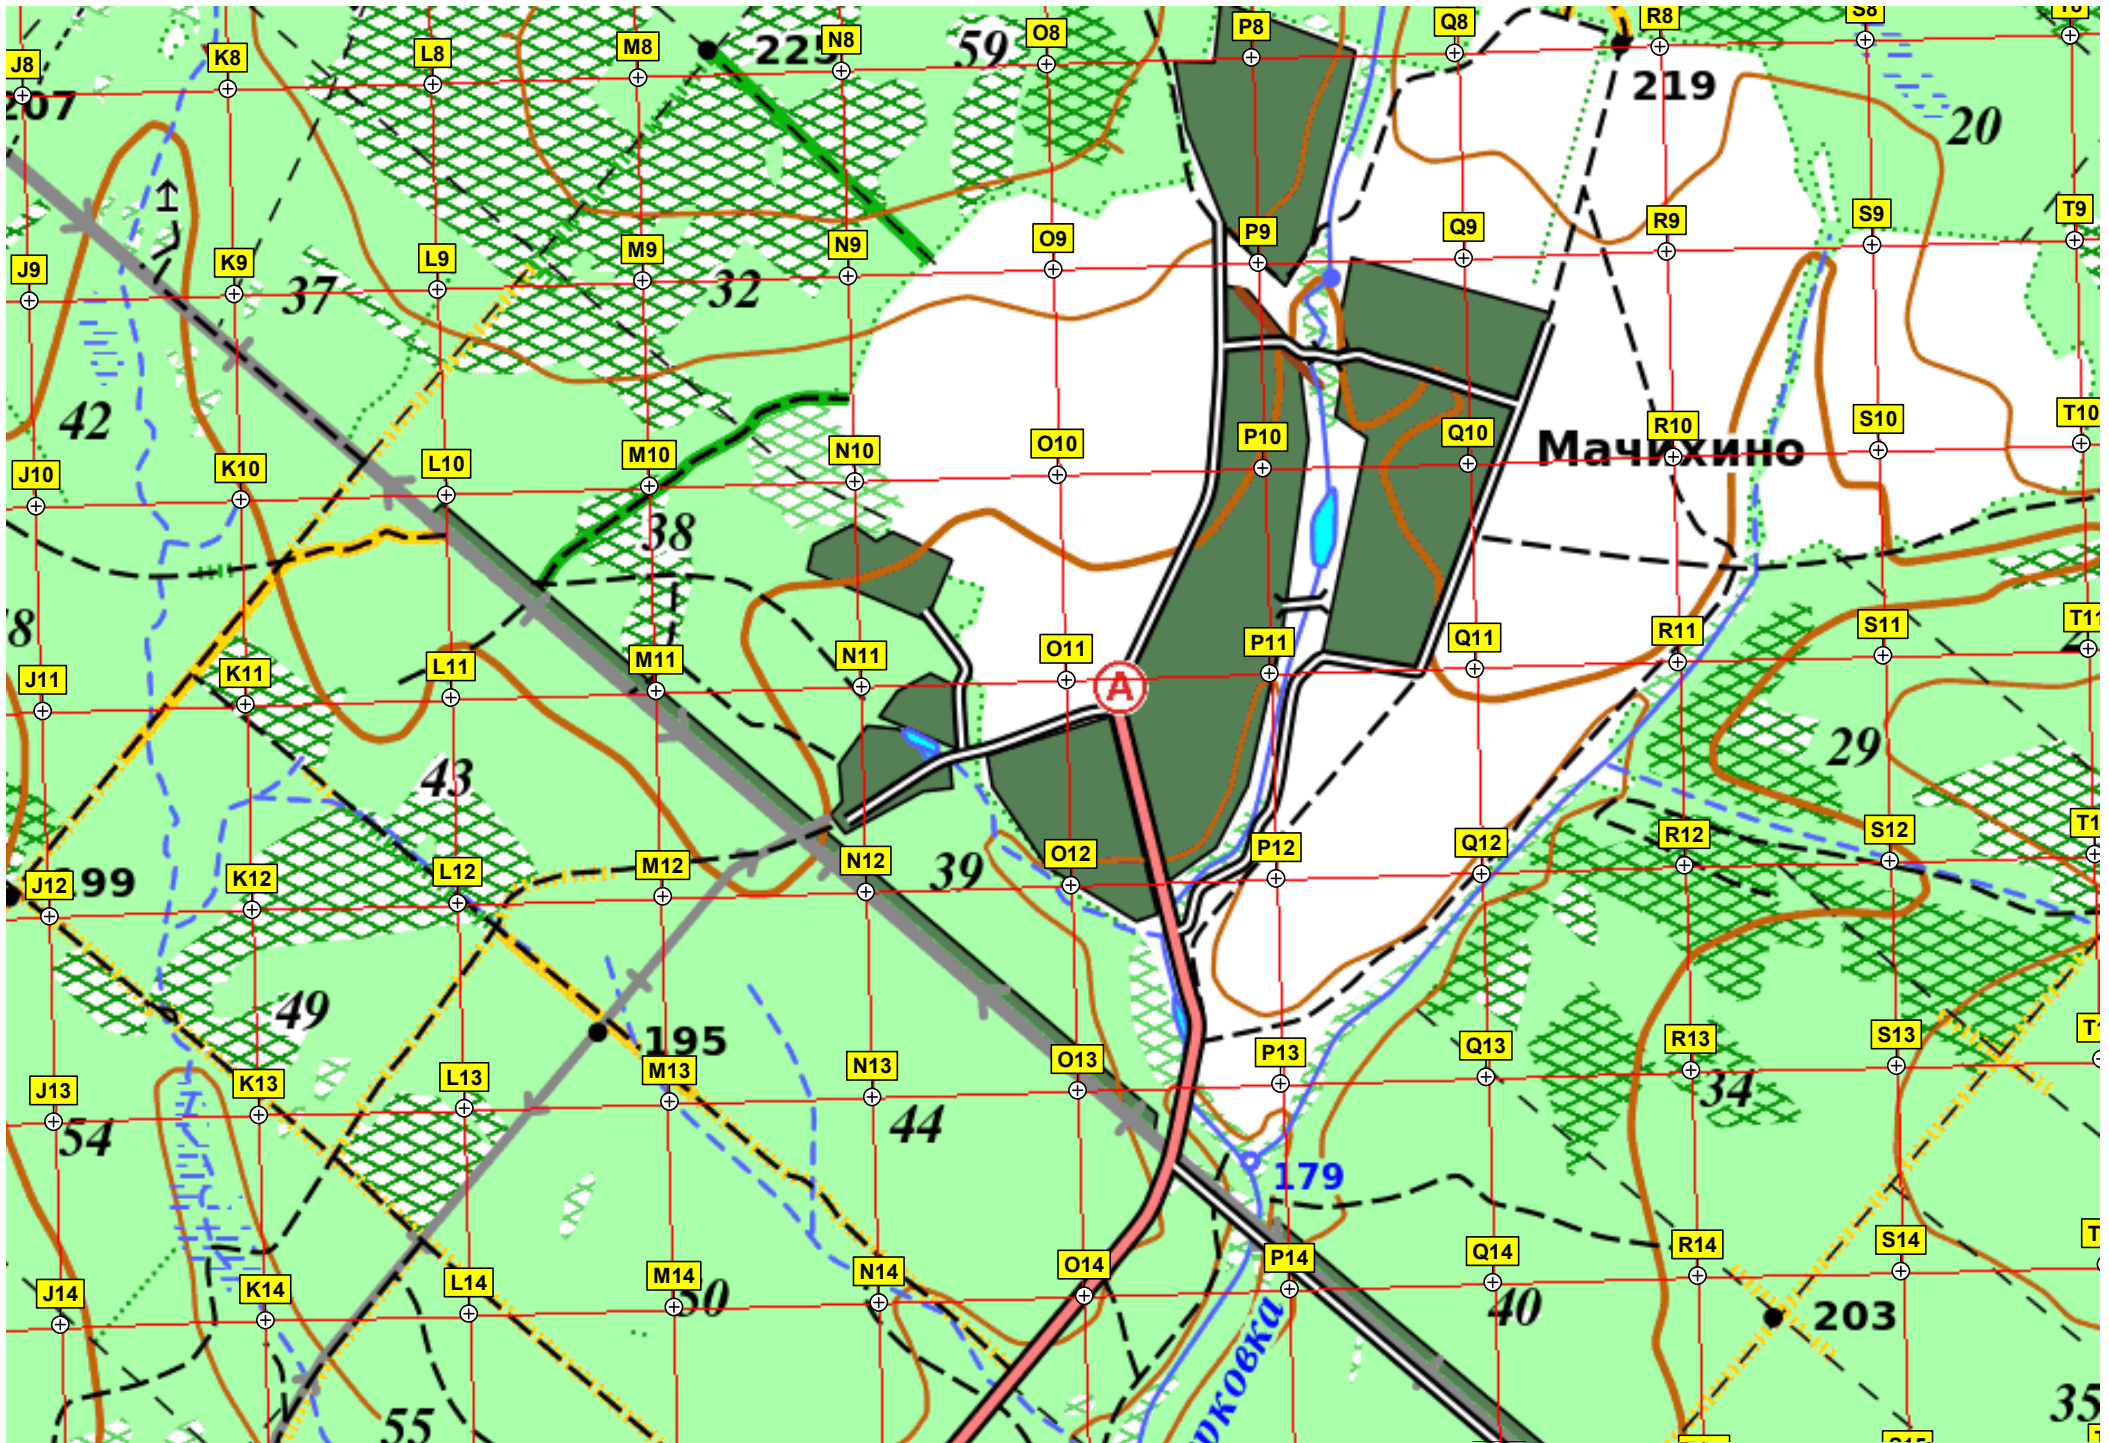 J8 K8 L8 M8 N8 O8 P8 Q8 R8 S8
207 225 59 219 20
J9 K9 L9 M9 N9 O9 P9 Q9 R9 S9 T9
37 32
42
J10 K10 L10 M10 N10 O10 P10 Q10 R10 S10 T10
Мачихино
38
J11 K11 L11 M11 N11 O11 P11 Q11 R11 S11 T11
A
43 29
J12 K12 L12 M12 N12 O12 P12 Q12 R12 S12
199 39
49 195
J13 K13 L13 M13 N13 O13 P13 Q13 R13 S13
54 44 34
179
J14 K14 L14 M14 N14 O14 P14 Q14 R14 S14
50 40 203
рковка
55 35